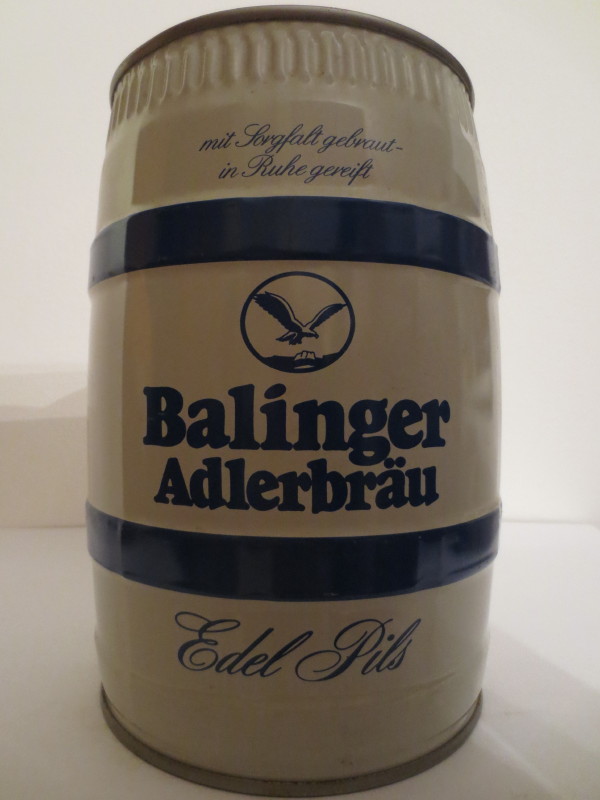 mit Sorgfalt gebraut-
in Ruhe gereift
Balinger
Adlerbräu
Edel Pils